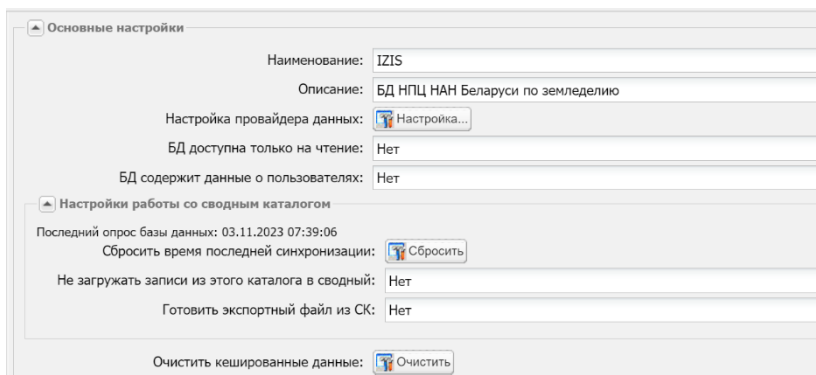 Основные настройки
Наименование: IZIS
Описание: БД НПЦ НАН Беларуси по земледелию
Настройка провайдера данных: Настройка...
БД доступна только на чтение: Нет
БД содержит данные о пользователях: Нет
Настройки работы со сводным каталогом
Последний опрос базы данных: 03.11.2023 07:39:06
Сбросить время последней синхронизации: Сбросить
Не загружать записи из этого каталога в сводный: Нет
Готовить экспортный файл из СК: Нет
Очистить кешированные данные: Очистить